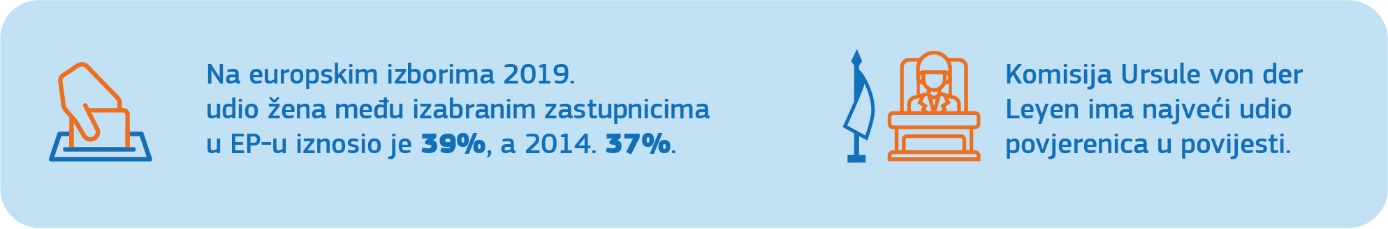 Na europskim izborima 2019.
udio žena među izabranim zastupnicima
u EP-u iznosio je 39%, a 2014. 37%.
Komisija Ursule von der
Leyen ima najveći udio
povjerenica u povijesti.